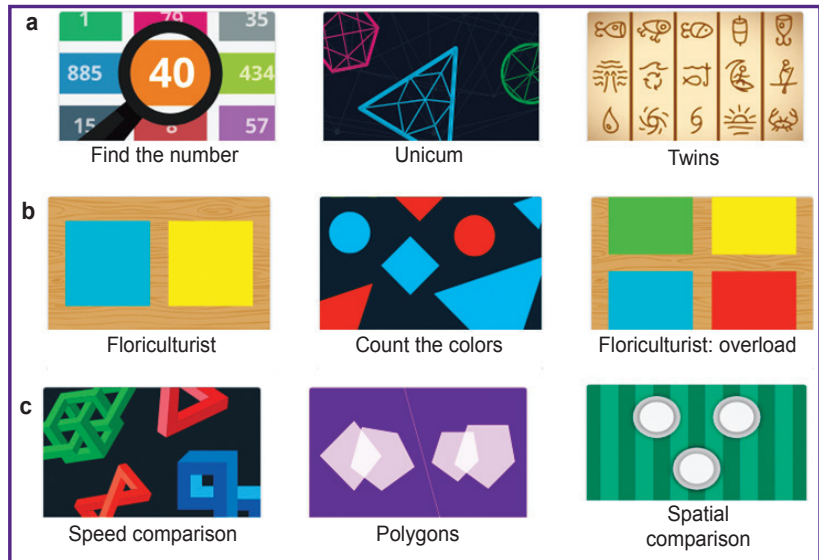 a
1 79 35
885 40 434
15 8 57
Find the number
Unicum
Twins
b
Floriculturist
Count the colors
Floriculturist: overload
c
Speed comparison
Polygons
Spatial
comparison